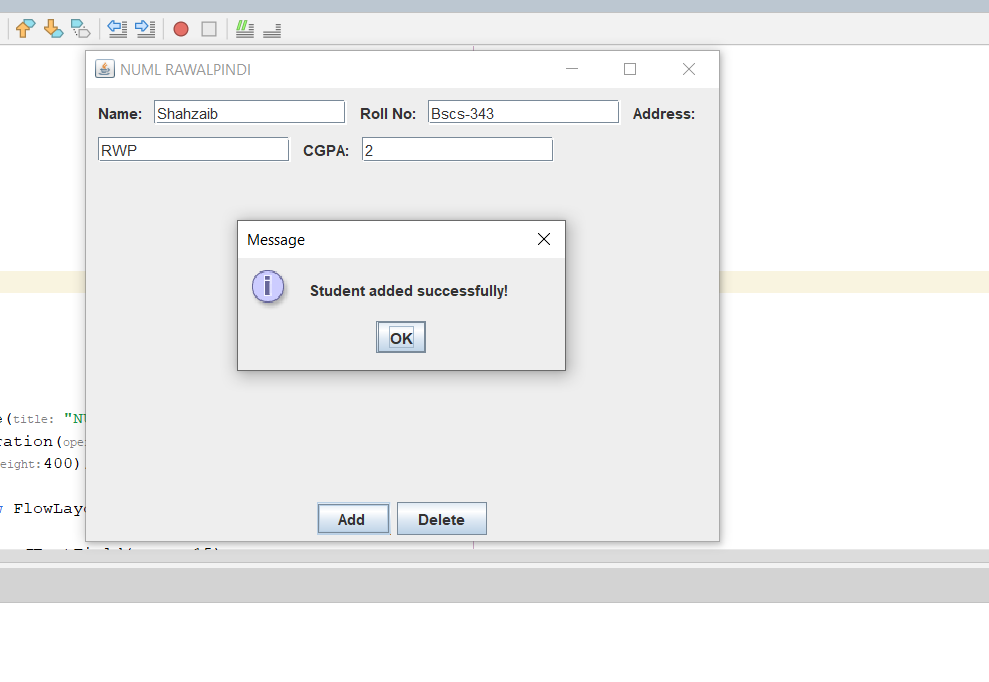 NUML RAWALPINDI
Name: Shahzaib Roll No: Bscs-343 Address:
RWP CGPA: 2
Message
i
Student added successfully!
OK
(title: "NU
ration(ope
eight:400)
FlowLayo
Add Delete